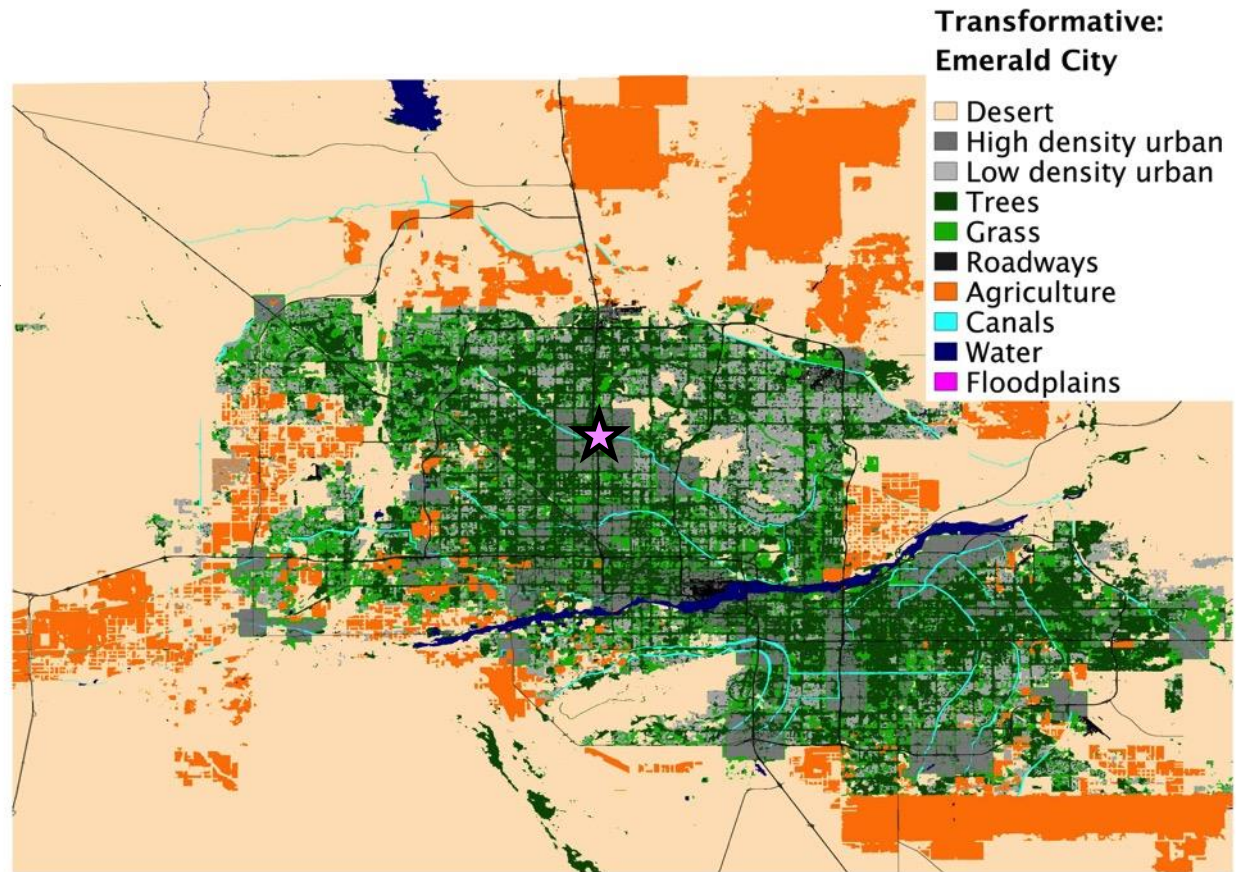 Transformative:
Emerald City
Desert
High density urban
Low density urban
Trees
Grass
Roadways
Agriculture
Canals
Water
Floodplains